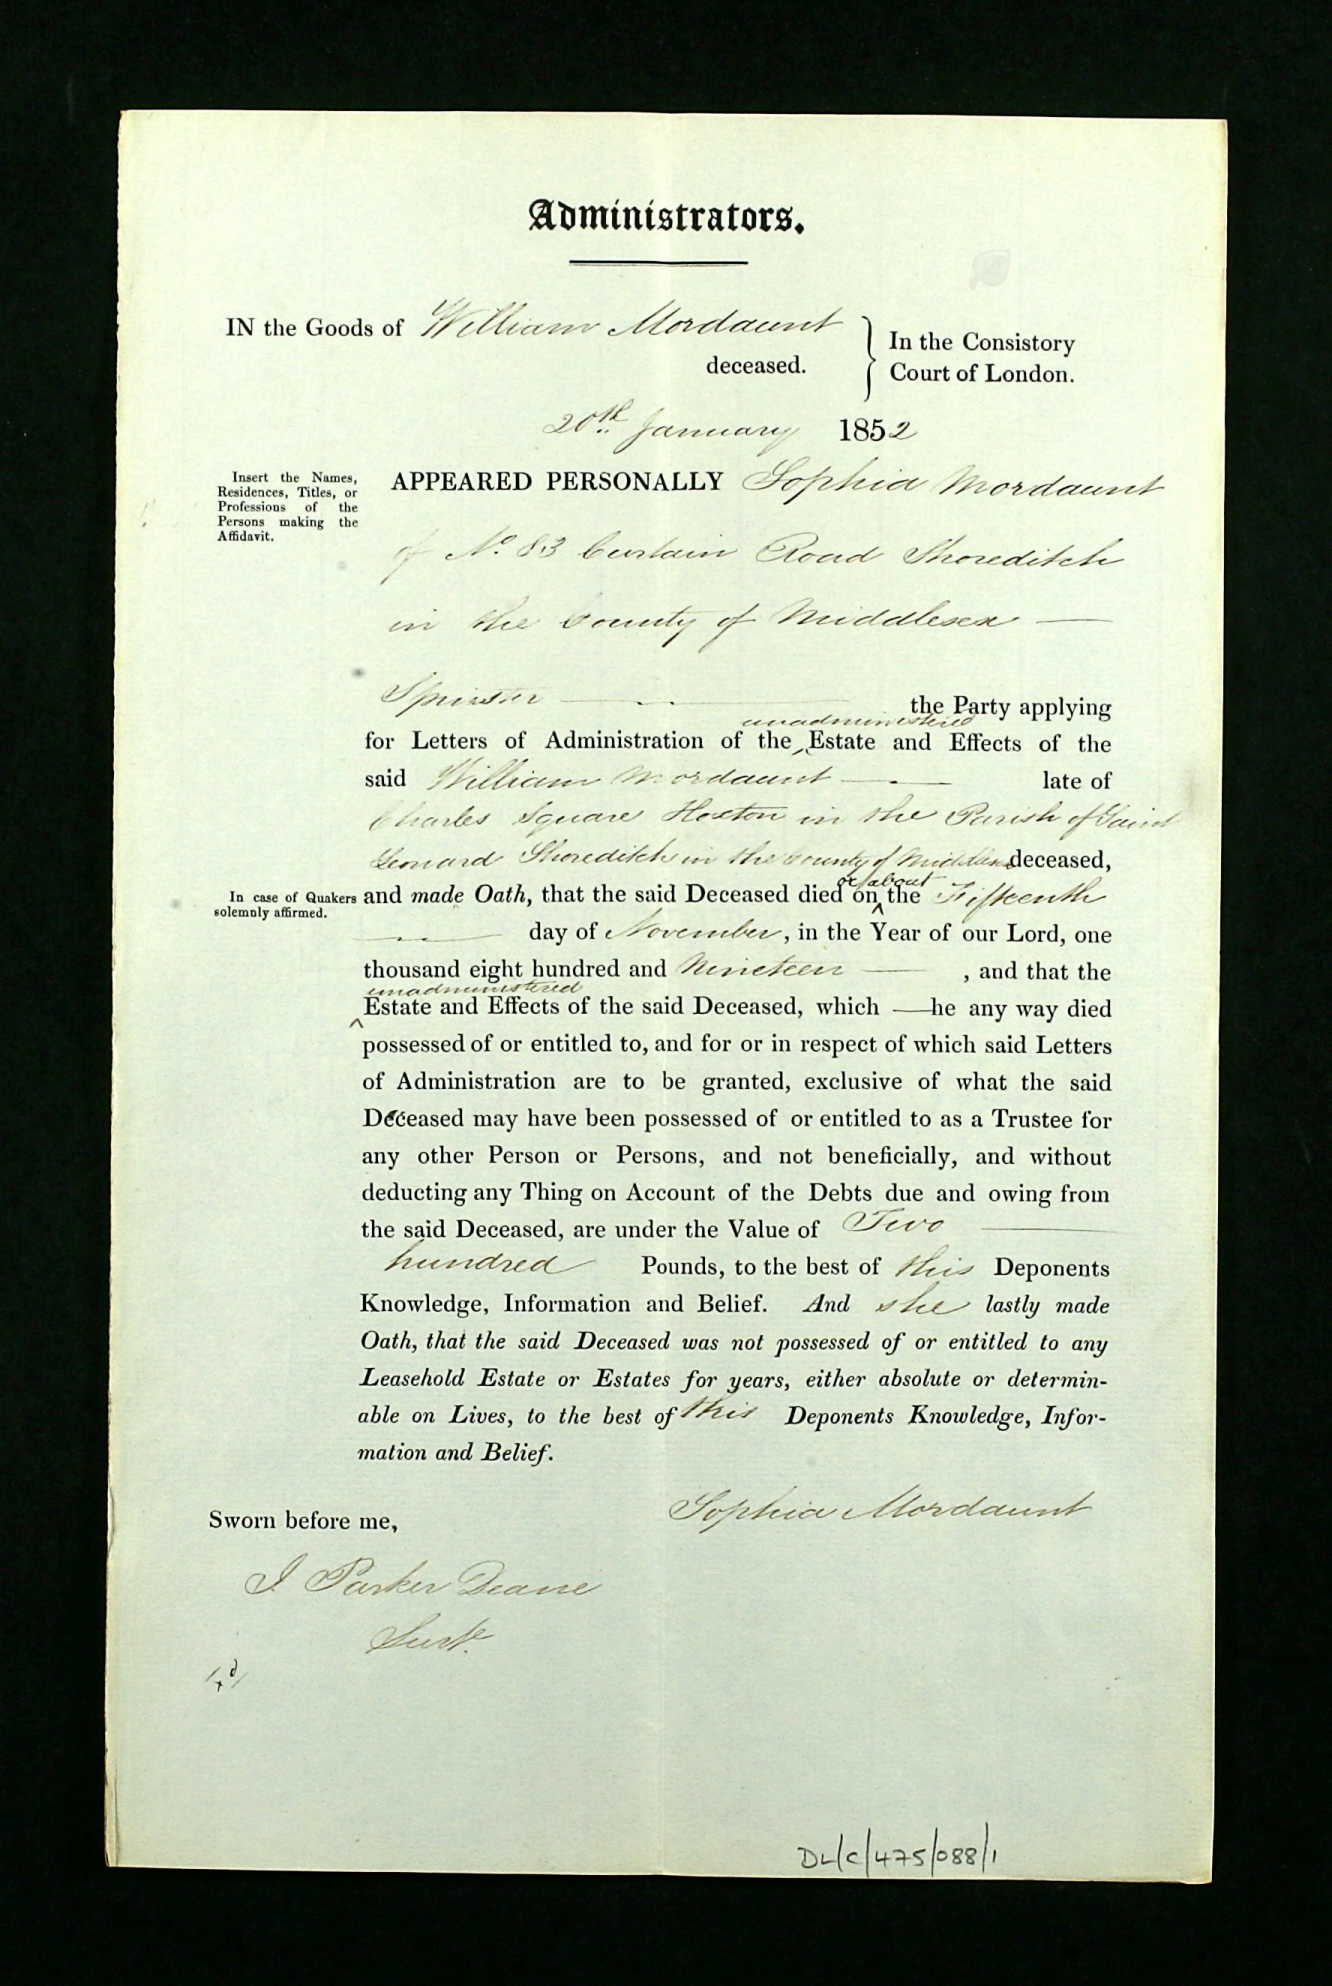 Administrators.
IN the Goods of William Mordaunt
deceased.
In the Consistory
Court of London.
20th January 1852
Insert the Names,
Residences, Titles, or
Professions of the
Persons making the
Affidavit.
APPEARED PERSONALLY Sophia Mordaunt
of No. 83 Curtain Road Shoreditch
in the County of Middlesex —
Spinster — the Party applying
unadministered
for Letters of Administration of the ‸ Estate and Effects of the
said William Mordaunt — late of
Charles Square Hoxton in the Parish of Saint
Leonard Shoreditch in the County of Middlesex deceased,
or about
In case of Quakers
solemnly affirmed.
and made Oath, that the said Deceased died on ‸ the Fifteenth
— day of November, in the Year of our Lord, one
thousand eight hundred and Nineteen — , and that the
unadministered
‸ Estate and Effects of the said Deceased, which —he any way died
possessed of or entitled to, and for or in respect of which said Letters
of Administration are to be granted, exclusive of what the said
Deceased may have been possessed of or entitled to as a Trustee for
any other Person or Persons, and not beneficially, and without
deducting any Thing on Account of the Debts due and owing from
the said Deceased, are under the Value of Two —
hundred Pounds, to the best of this Deponents
Knowledge, Information and Belief. And she lastly made
Oath, that the said Deceased was not possessed of or entitled to any
Leasehold Estate or Estates for years, either absolute or determin-
able on Lives, to the best of this Deponents Knowledge, Infor-
mation and Belief.
Sophia Mordaunt
Sworn before me,
J. Parker Deane
Surr.
DL/C/475/088/1